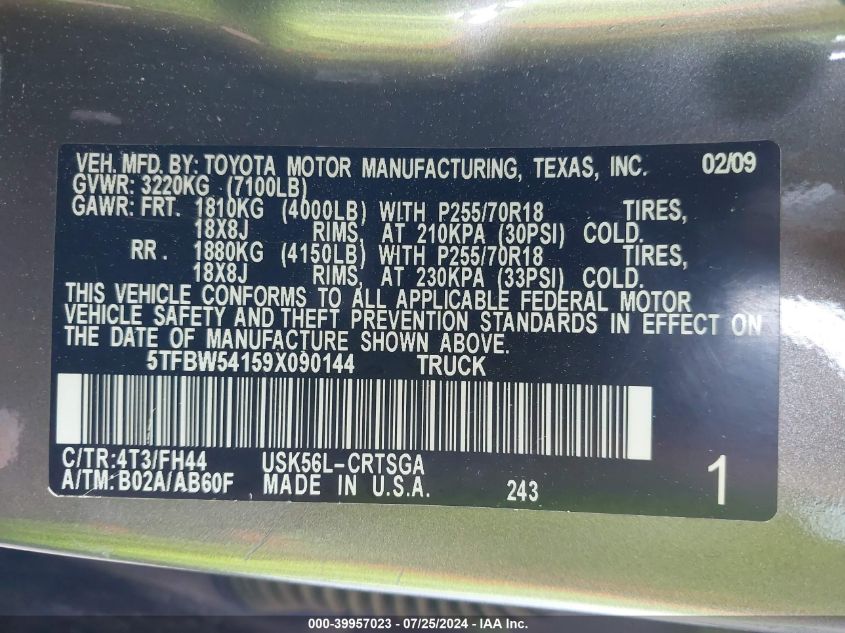 VEH. MFD. BY: TOYOTA MOTOR MANUFACTURING, TEXAS, INC. 02/09
GVWR: 3220KG (7100LB)
GAWR: FRT. 1810KG (4000LB) WITH P255/70R18 TIRES,
18X8J RIMS, AT 210KPA (30PSI) COLD.
RR. 1880KG (4150LB) WITH P255/70R18 TIRES,
18X8J RIMS, AT 230KPA (33PSI) COLD.
THIS VEHICLE CONFORMS TO ALL APPLICABLE FEDERAL MOTOR
VEHICLE SAFETY AND THEFT PREVENTION STANDARDS IN EFFECT ON
THE DATE OF MANUFACTURE SHOWN ABOVE.
5TFBW54159X090144 TRUCK
C/TR:4T3/FH44 USK56L-CRTSGA
A/TM:B02A/AB60F MADE IN U.S.A. 243 1
000-39957023 - 07/25/2024 - IAA, Inc.